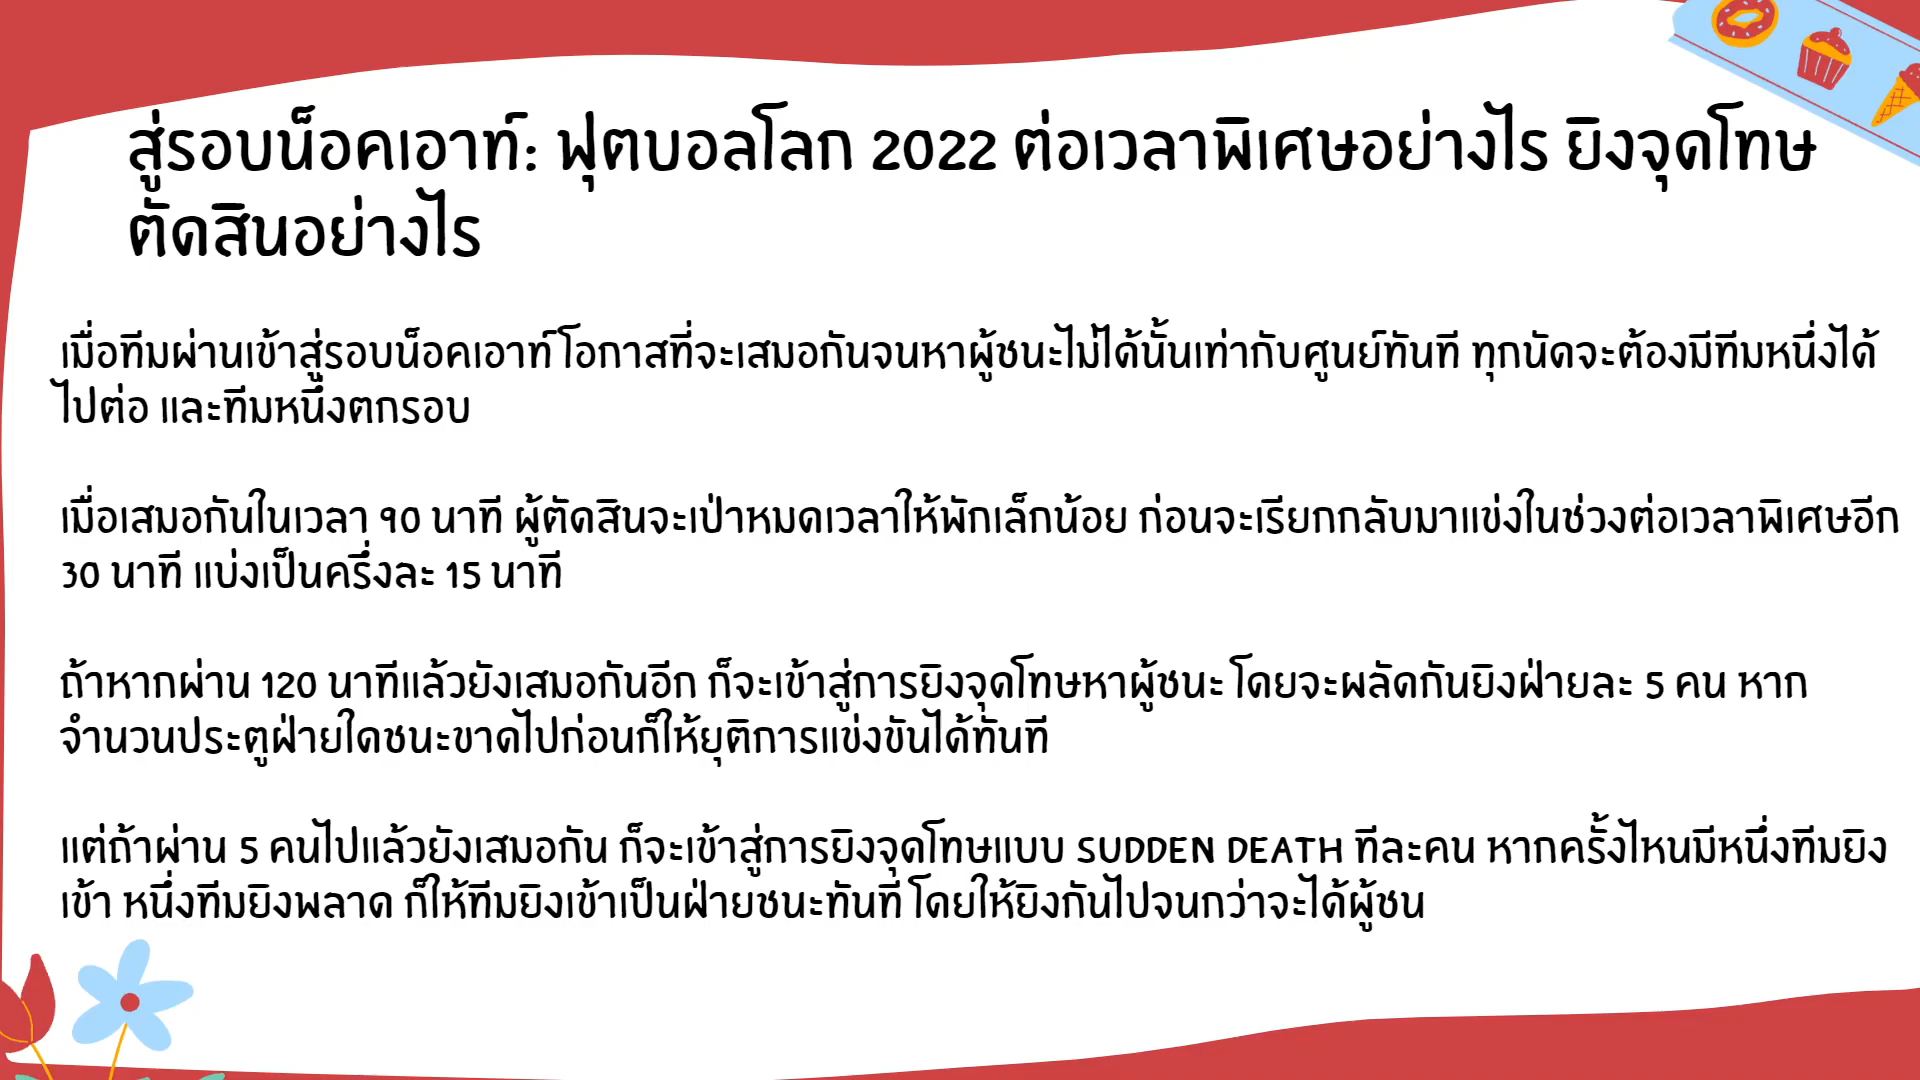 สู่รอบน็อคเอาท์: ฟุตบอลโลก 2022 ต่อเวลาพิเศษอย่างไร ยิงจุดโทษ
ตัดสินอย่างไร
เมื่อทีมผ่านเข้าสู่รอบน็อคเอาท์ โอกาสที่จะเสมอกันจนหาผู้ชนะไม่ได้นั้นเท่ากับศูนย์ทันที ทุกนัดจะต้องมีทีมหนึ่งได้
ไปต่อ และทีมหนึ่งตกรอบ
เมื่อเสมอกันในเวลา 90 นาที ผู้ตัดสินจะเป่าหมดเวลาให้พักเล็กน้อย ก่อนจะเรียกกลับมาแข่งในช่วงต่อเวลาพิเศษอีก
30 นาที แบ่งเป็นครึ่งละ 15 นาที
ถ้าหากผ่าน 120 นาทีแล้วยังเสมอกันอีก ก็จะเข้าสู่การยิงจุดโทษหาผู้ชนะ โดยจะผลัดกันยิงฝ่ายละ 5 คน หาก
จำนวนประตูฝ่ายใดชนะขาดไปก่อนก็ให้ยุติการแข่งขันได้ทันที
แต่ถ้าผ่าน 5 คนไปแล้วยังเสมอกัน ก็จะเข้าสู่การยิงจุดโทษแบบ SUDDEN DEATH ทีละคน หากครั้งไหนมีหนึ่งทีมยิง
เข้า หนึ่งทีมยิงพลาด ก็ให้ทีมยิงเข้าเป็นฝ่ายชนะทันที โดยให้ยิงกันไปจนกว่าจะได้ผู้ชน